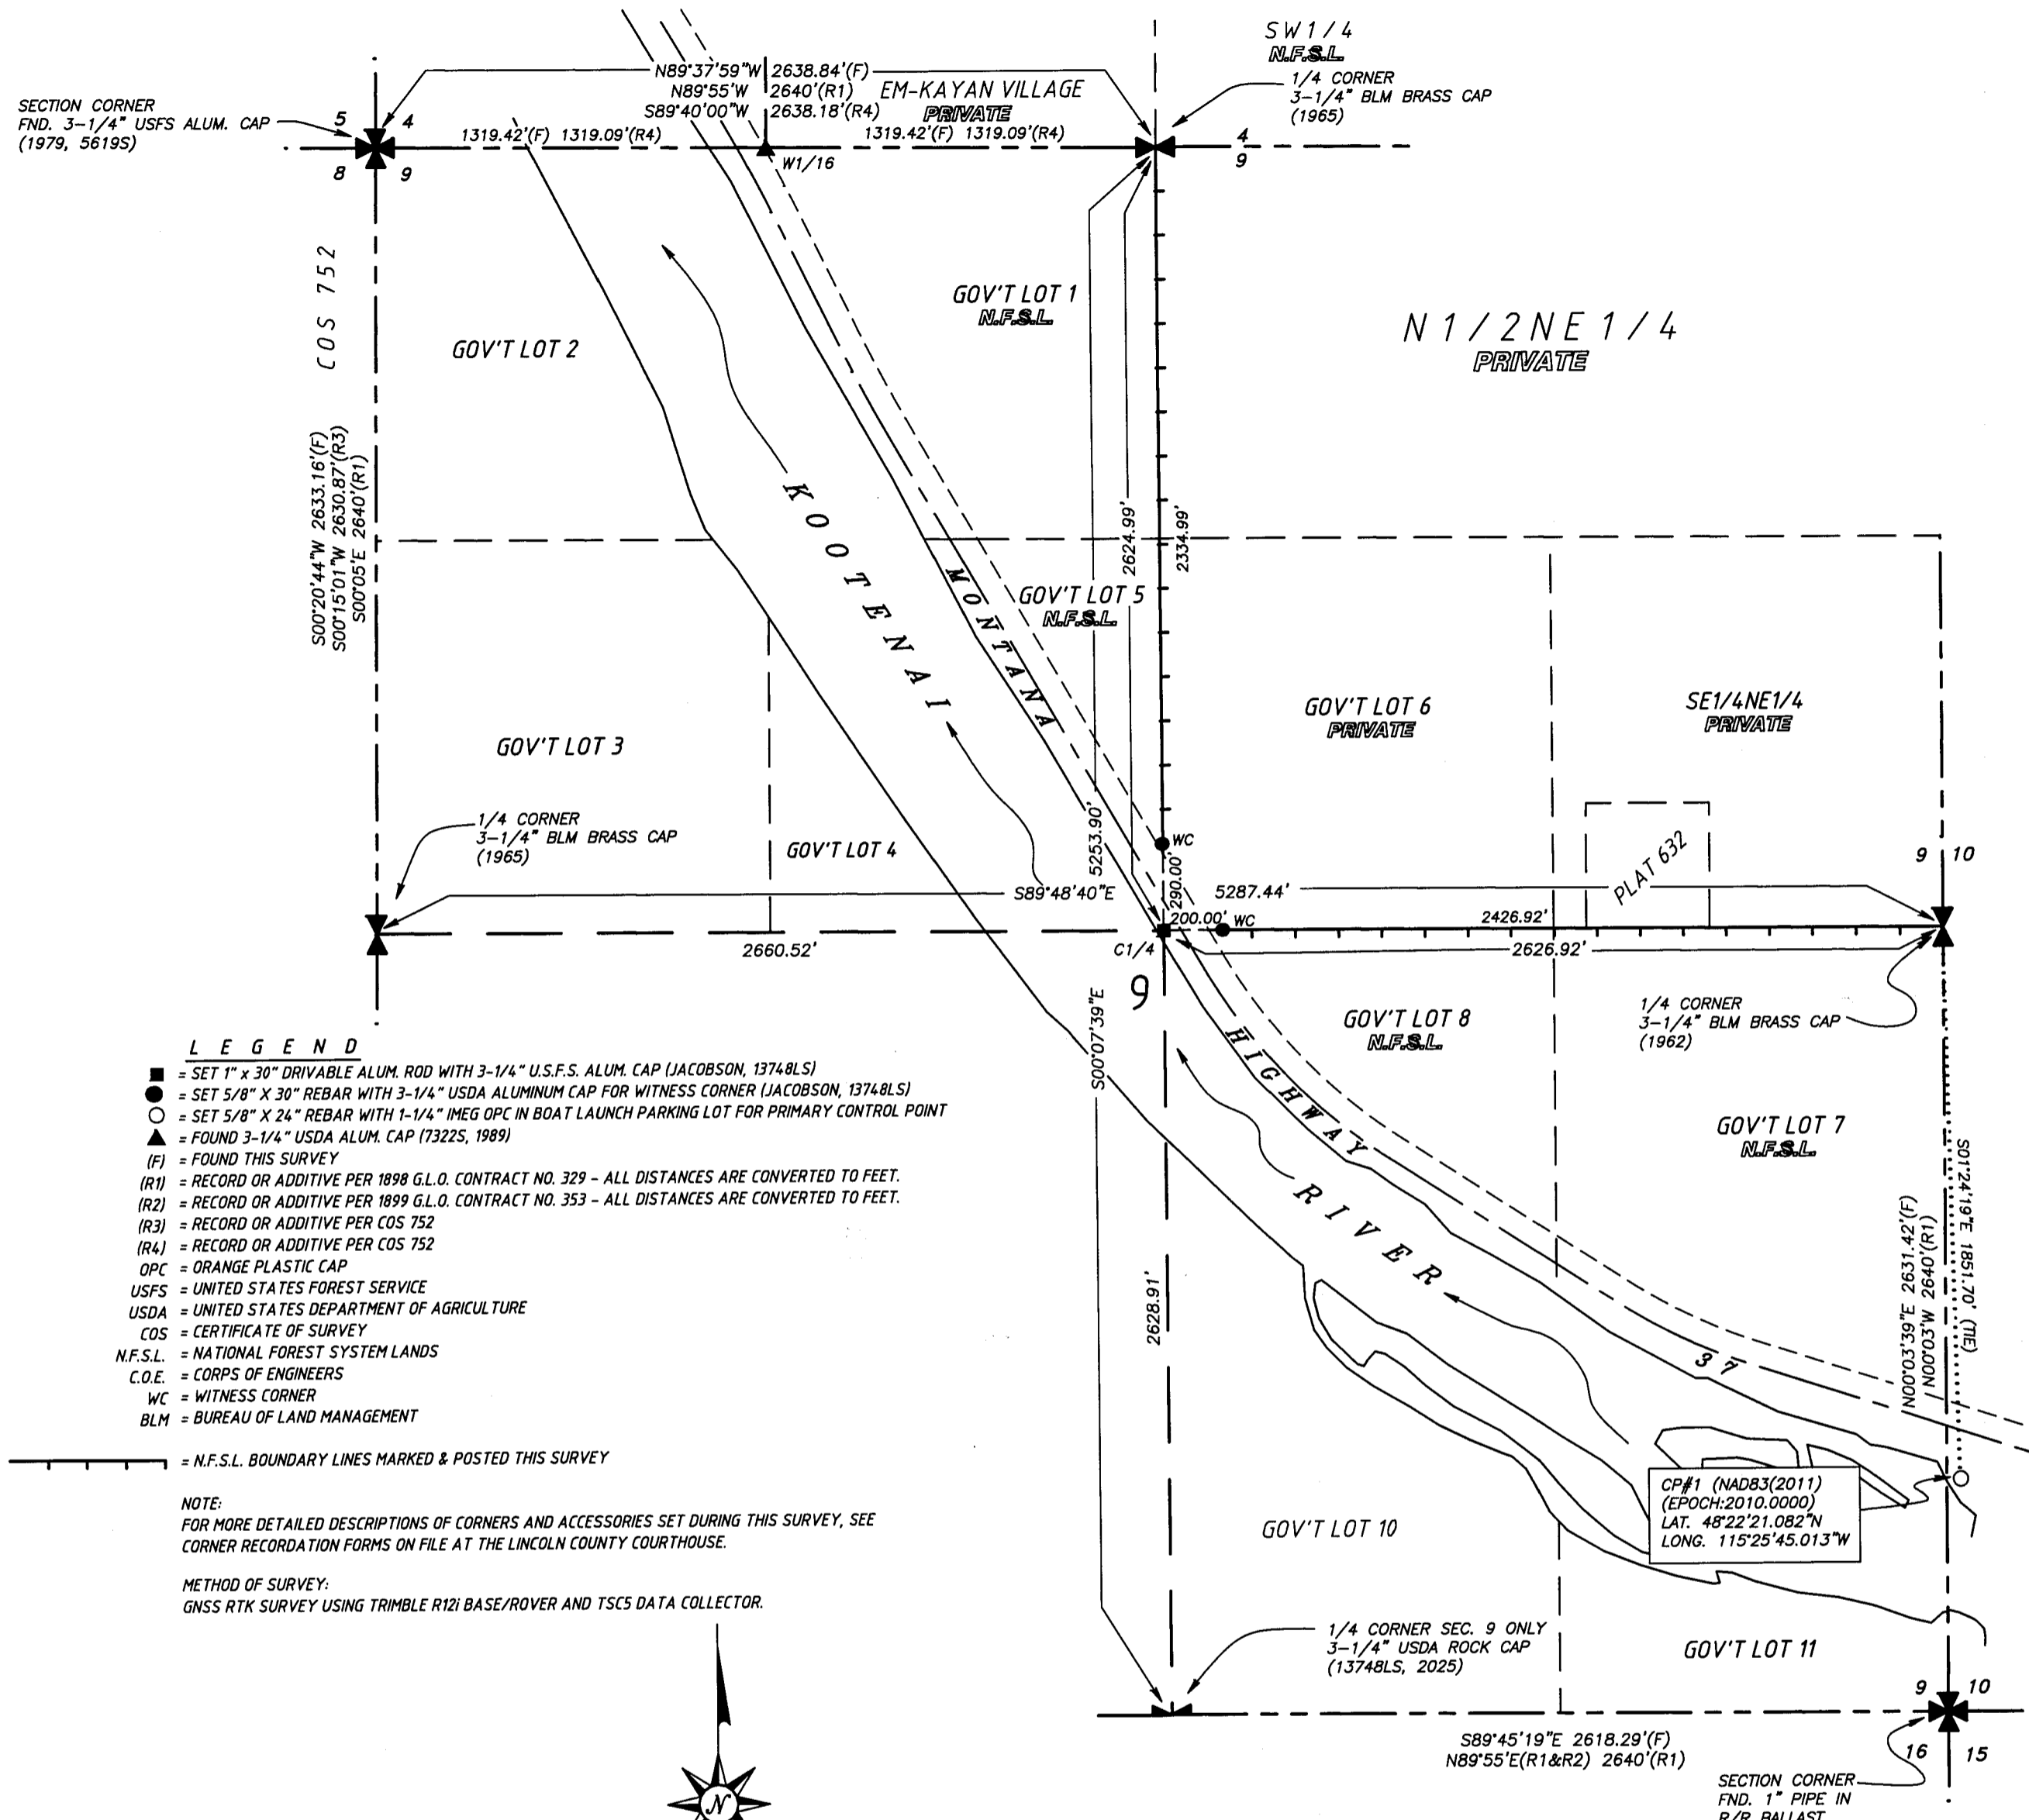 SW1/4
N.F.S.L.
1/4 CORNER
3-1/4" BLM BRASS CAP
(1965)
N89°37'59"W 2638.84'(F)
N89°55'W 2640'(R1)
S89°40'00"W 2638.18'(R4)
EM-KAYAN VILLAGE
PRIVATE
SECTION CORNER
FND. 3-1/4" USFS ALUM. CAP
(1979, 5619S)
5 4
8 9
1319.42'(F) 1319.09'(R4)
1319.42'(F) 1319.09'(R4)
W1/16
4
9
COS 752
S00°20'44"W 2633.16'(F)
S00°15'01"W 2630.87'(R3)
S00°05'E 2640'(R1)
GOV'T LOT 2
GOV'T LOT 1
N.F.S.L.
N1/2NE1/4
PRIVATE
KOOTENAI
MONTANA
2624.99'
2334.99'
GOV'T LOT 5
N.F.S.L.
GOV'T LOT 6
PRIVATE
SE1/4NE1/4
PRIVATE
GOV'T LOT 3
GOV'T LOT 4
1/4 CORNER
3-1/4" BLM BRASS CAP
(1965)
5253.90'
WC
290.00'
PLAT 632
9 10
S89°48'40"E
5287.44'
200.00' WC
2426.92'
2660.52'
C1/4
2626.92'
9
S00°07'39"E
HIGHWAY
GOV'T LOT 8
N.F.S.L.
1/4 CORNER
3-1/4" BLM BRASS CAP
(1962)
GOV'T LOT 7
N.F.S.L.
RIVER
2628.91'
37
N00°03'39"E 2631.42'(F)
N00°03'W 2640'(R1)
S01°24'19"E 1851.70' (TIE)
CP#1 (NAD83(2011)
(EPOCH:2010.0000)
LAT. 48°22'21.082"N
LONG. 115°25'45.013"W
GOV'T LOT 10
GOV'T LOT 11
1/4 CORNER SEC. 9 ONLY
3-1/4" USDA ROCK CAP
(13748LS, 2025)
9 10
16 15
S89°45'19"E 2618.29'(F)
N89°55'E(R1&R2) 2640'(R1)
SECTION CORNER
FND. 1" PIPE IN
R/R BALLAST
LEGEND
= SET 1" x 30" DRIVABLE ALUM. ROD WITH 3-1/4" U.S.F.S. ALUM. CAP (JACOBSON, 13748LS)
= SET 5/8" X 30" REBAR WITH 3-1/4" USDA ALUMINUM CAP FOR WITNESS CORNER (JACOBSON, 13748LS)
= SET 5/8" X 24" REBAR WITH 1-1/4" IMEG OPC IN BOAT LAUNCH PARKING LOT FOR PRIMARY CONTROL POINT
= FOUND 3-1/4" USDA ALUM. CAP (7322S, 1989)
(F) = FOUND THIS SURVEY
(R1) = RECORD OR ADDITIVE PER 1898 G.L.O. CONTRACT NO. 329 - ALL DISTANCES ARE CONVERTED TO FEET.
(R2) = RECORD OR ADDITIVE PER 1899 G.L.O. CONTRACT NO. 353 - ALL DISTANCES ARE CONVERTED TO FEET.
(R3) = RECORD OR ADDITIVE PER COS 752
(R4) = RECORD OR ADDITIVE PER COS 752
OPC = ORANGE PLASTIC CAP
USFS = UNITED STATES FOREST SERVICE
USDA = UNITED STATES DEPARTMENT OF AGRICULTURE
COS = CERTIFICATE OF SURVEY
N.F.S.L. = NATIONAL FOREST SYSTEM LANDS
C.O.E. = CORPS OF ENGINEERS
WC = WITNESS CORNER
BLM = BUREAU OF LAND MANAGEMENT
= N.F.S.L. BOUNDARY LINES MARKED & POSTED THIS SURVEY
NOTE:
FOR MORE DETAILED DESCRIPTIONS OF CORNERS AND ACCESSORIES SET DURING THIS SURVEY, SEE
CORNER RECORDATION FORMS ON FILE AT THE LINCOLN COUNTY COURTHOUSE.
METHOD OF SURVEY:
GNSS RTK SURVEY USING TRIMBLE R12i BASE/ROVER AND TSC5 DATA COLLECTOR.
N